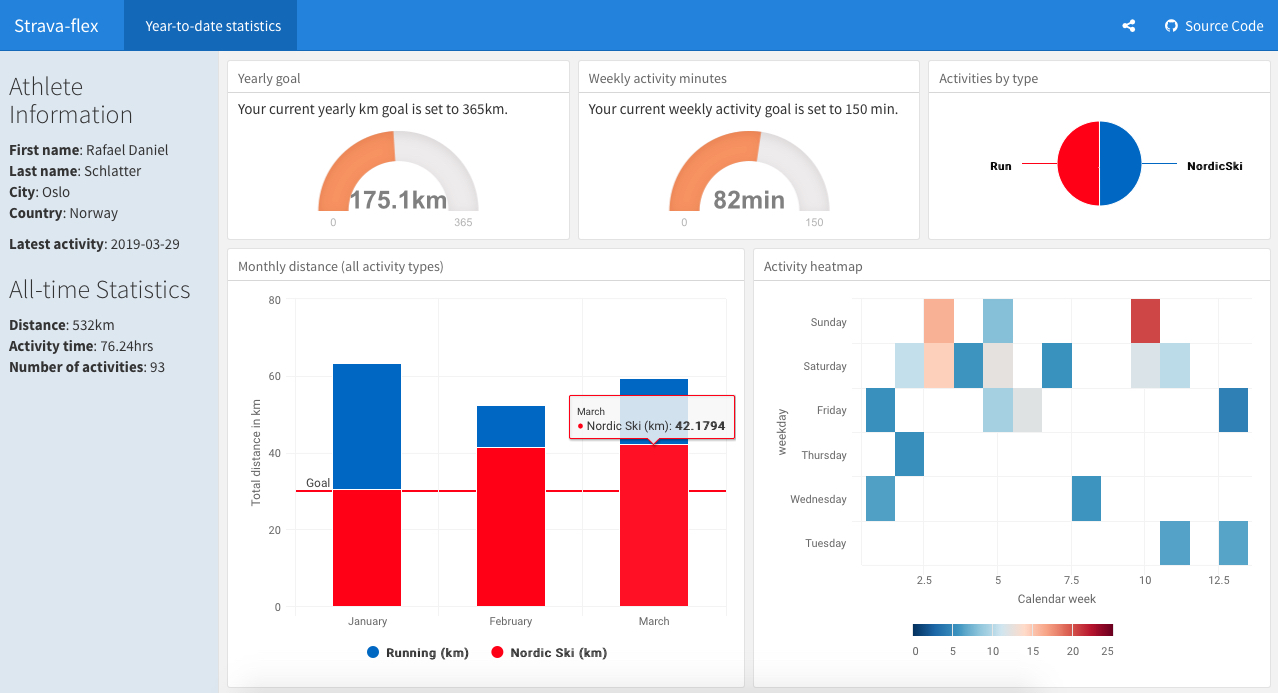 Strava-flex
Year-to-date statistics
Source Code
Athlete
Information
First name: Rafael Daniel
Last name: Schlatter
City: Oslo
Country: Norway
Latest activity: 2019-03-29
All-time Statistics
Distance: 532km
Activity time: 76.24hrs
Number of activities: 93
Yearly goal
Your current yearly km goal is set to 365km.
175.1km
0 365
Weekly activity minutes
Your current weekly activity goal is set to 150 min.
82min
0 150
Activities by type
Run
NordicSki
Monthly distance (all activity types)
Total distance in km
80
60
40
20
0
Goal
March
Nordic Ski (km): 42.1794
January February March
Running (km) Nordic Ski (km)
Activity heatmap
weekday
Sunday
Saturday
Friday
Thursday
Wednesday
Tuesday
2.5 5 7.5 10 12.5
Calendar week
0 5 10 15 20 25